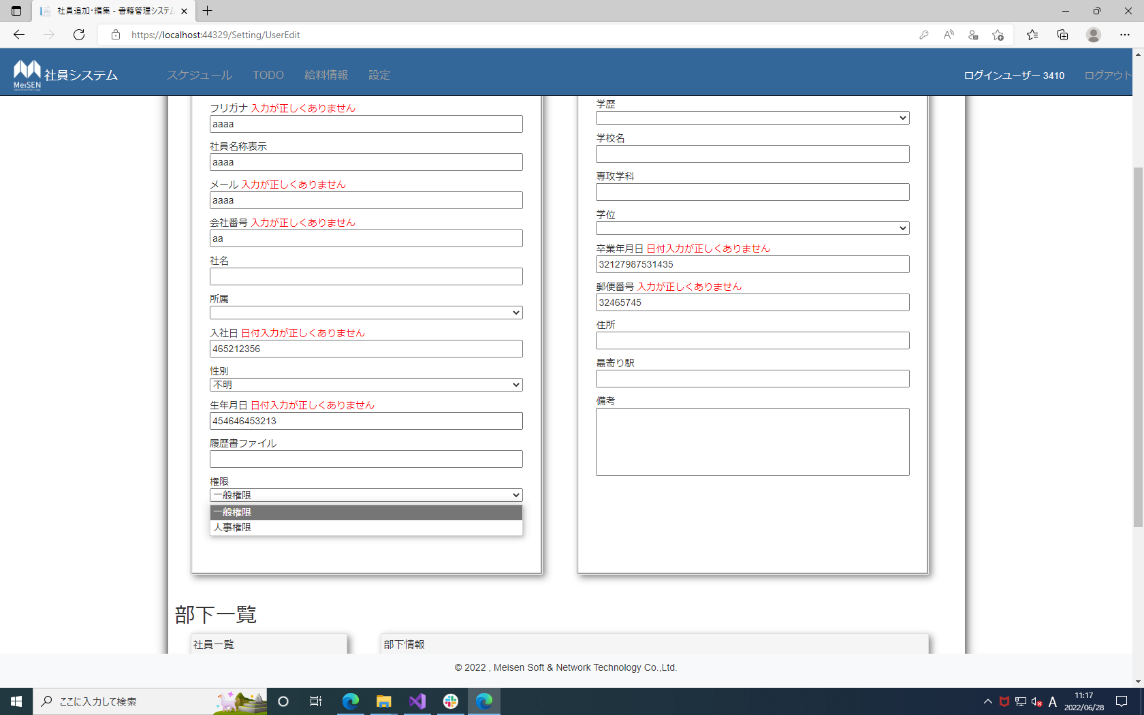 社員追加・編集 - 香鞍管理システム
https://localhost:44329/Setting/UserEdit
MeiSEN 社員システム スケジュール TODO 給料情報 設定 ログインユーザー 3410 ログアウト
フリガナ 入力が正しくありません
aaaa
社員名称表示
aaaa
メール 入力が正しくありません
aaaa
会社番号 入力が正しくありません
aa
社名
所属
入社日 日付入力が正しくありません
465212356
性別
不明
生年月日 日付入力が正しくありません
454646453213
履歴書ファイル
権限
一般権限
一般権限
人事権限
学歴
学校名
専攻学科
学位
卒業年月日 日付入力が正しくありません
32127987531435
郵便番号 入力が正しくありません
32465745
住所
最寄り駅
備考
部下一覧
社員一覧
部下情報
© 2022 , Meisen Soft & Network Technology Co.,Ltd.
ここに入力して検索
A
11:17
2022/06/28